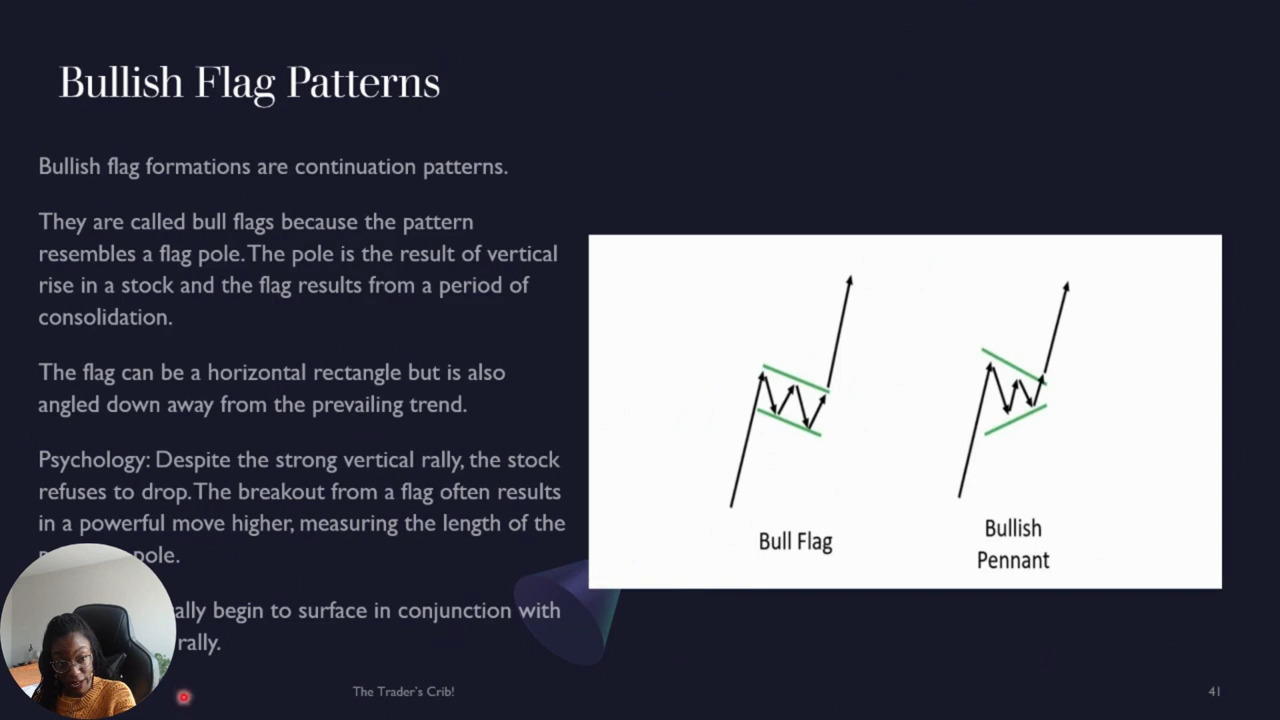 Bullish Flag Patterns
Bullish flag formations are continuation patterns.
They are called bull flags because the pattern
resembles a flag pole. The pole is the result of vertical
rise in a stock and the flag results from a period of
consolidation.
The flag can be a horizontal rectangle but is also
angled down away from the prevailing trend.
Psychology: Despite the strong vertical rally, the stock
refuses to drop. The breakout from a flag often results
in a powerful move higher, measuring the length of the
pole.
begin to surface in conjunction with
rally.
Bull Flag
Bullish
Pennant
The Trader's Crib!
41